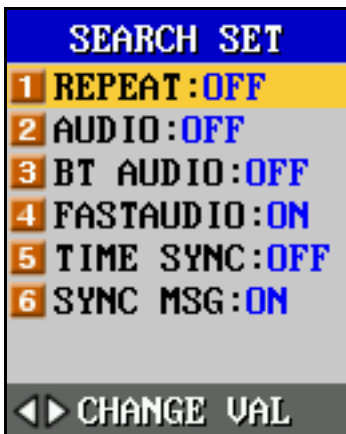 SEARCH SET
1 REPEAT:OFF
2 AUDIO:OFF
3 BT AUDIO:OFF
4 FASTAUDIO:ON
5 TIME SYNC:OFF
6 SYNC MSG:ON
CHANGE VAL